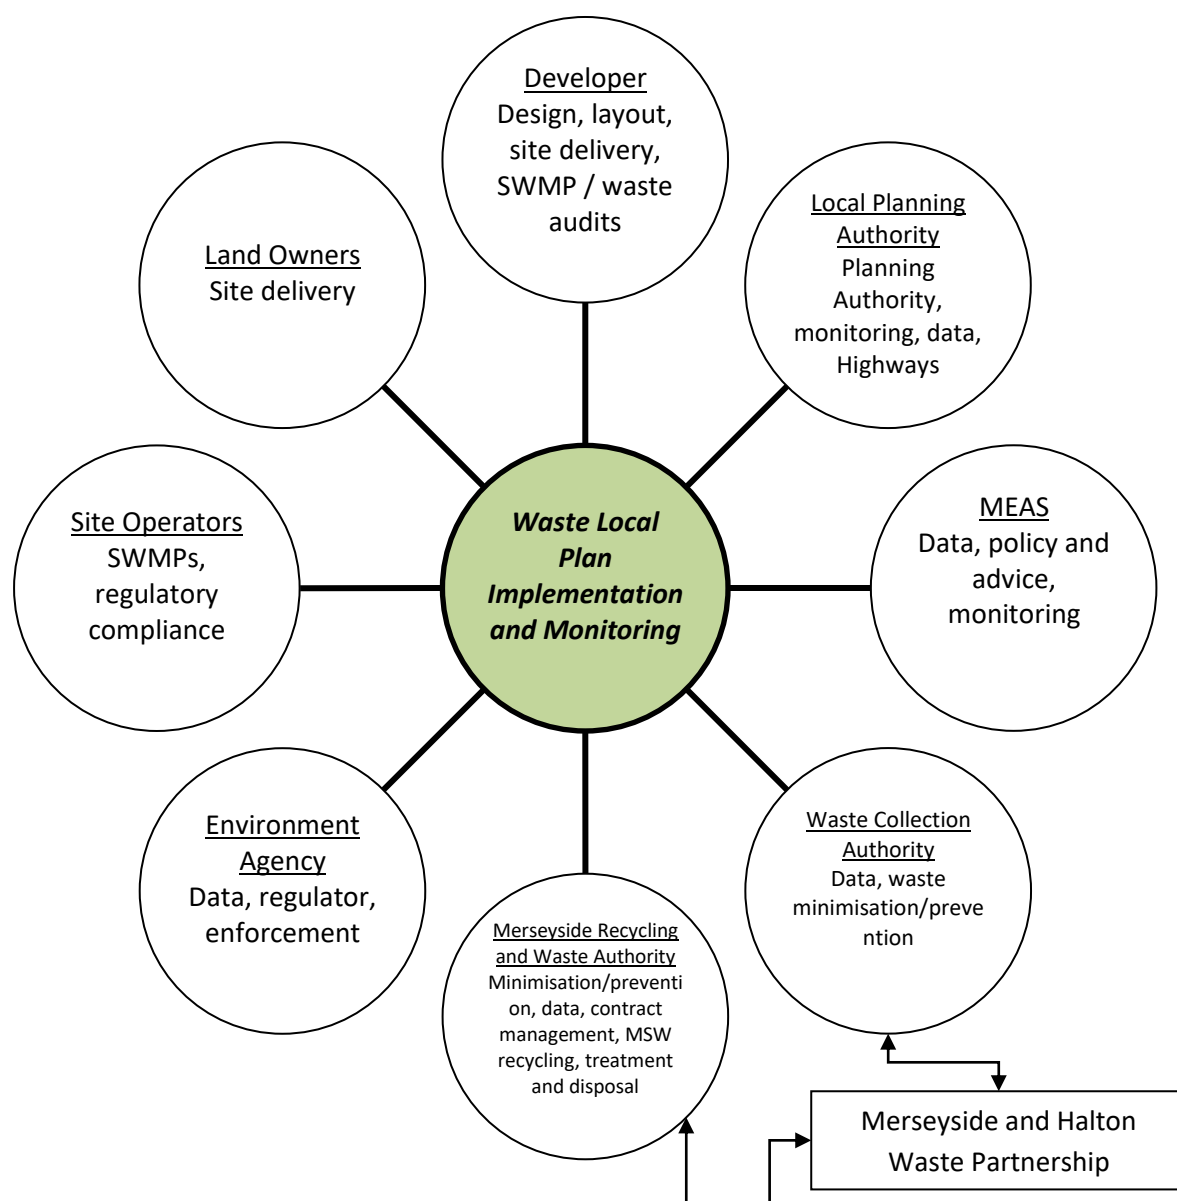 Developer
Design, layout,
site delivery,
SWMP / waste
audits
Local Planning
Authority
Planning
Authority,
monitoring, data,
Highways
Land Owners
Site delivery
MEAS
Data, policy and
advice,
monitoring
Site Operators
SWMPs,
regulatory
compliance
Waste Local
Plan
Implementation
and Monitoring
Waste Collection
Authority
Data, waste
minimisation/preve
ntion
Environment
Agency
Data, regulator,
enforcement
Merseyside Recycling
and Waste Authority
Minimisation/preventi
on, data, contract
management, MSW
recycling, treatment
and disposal
Merseyside and Halton
Waste Partnership